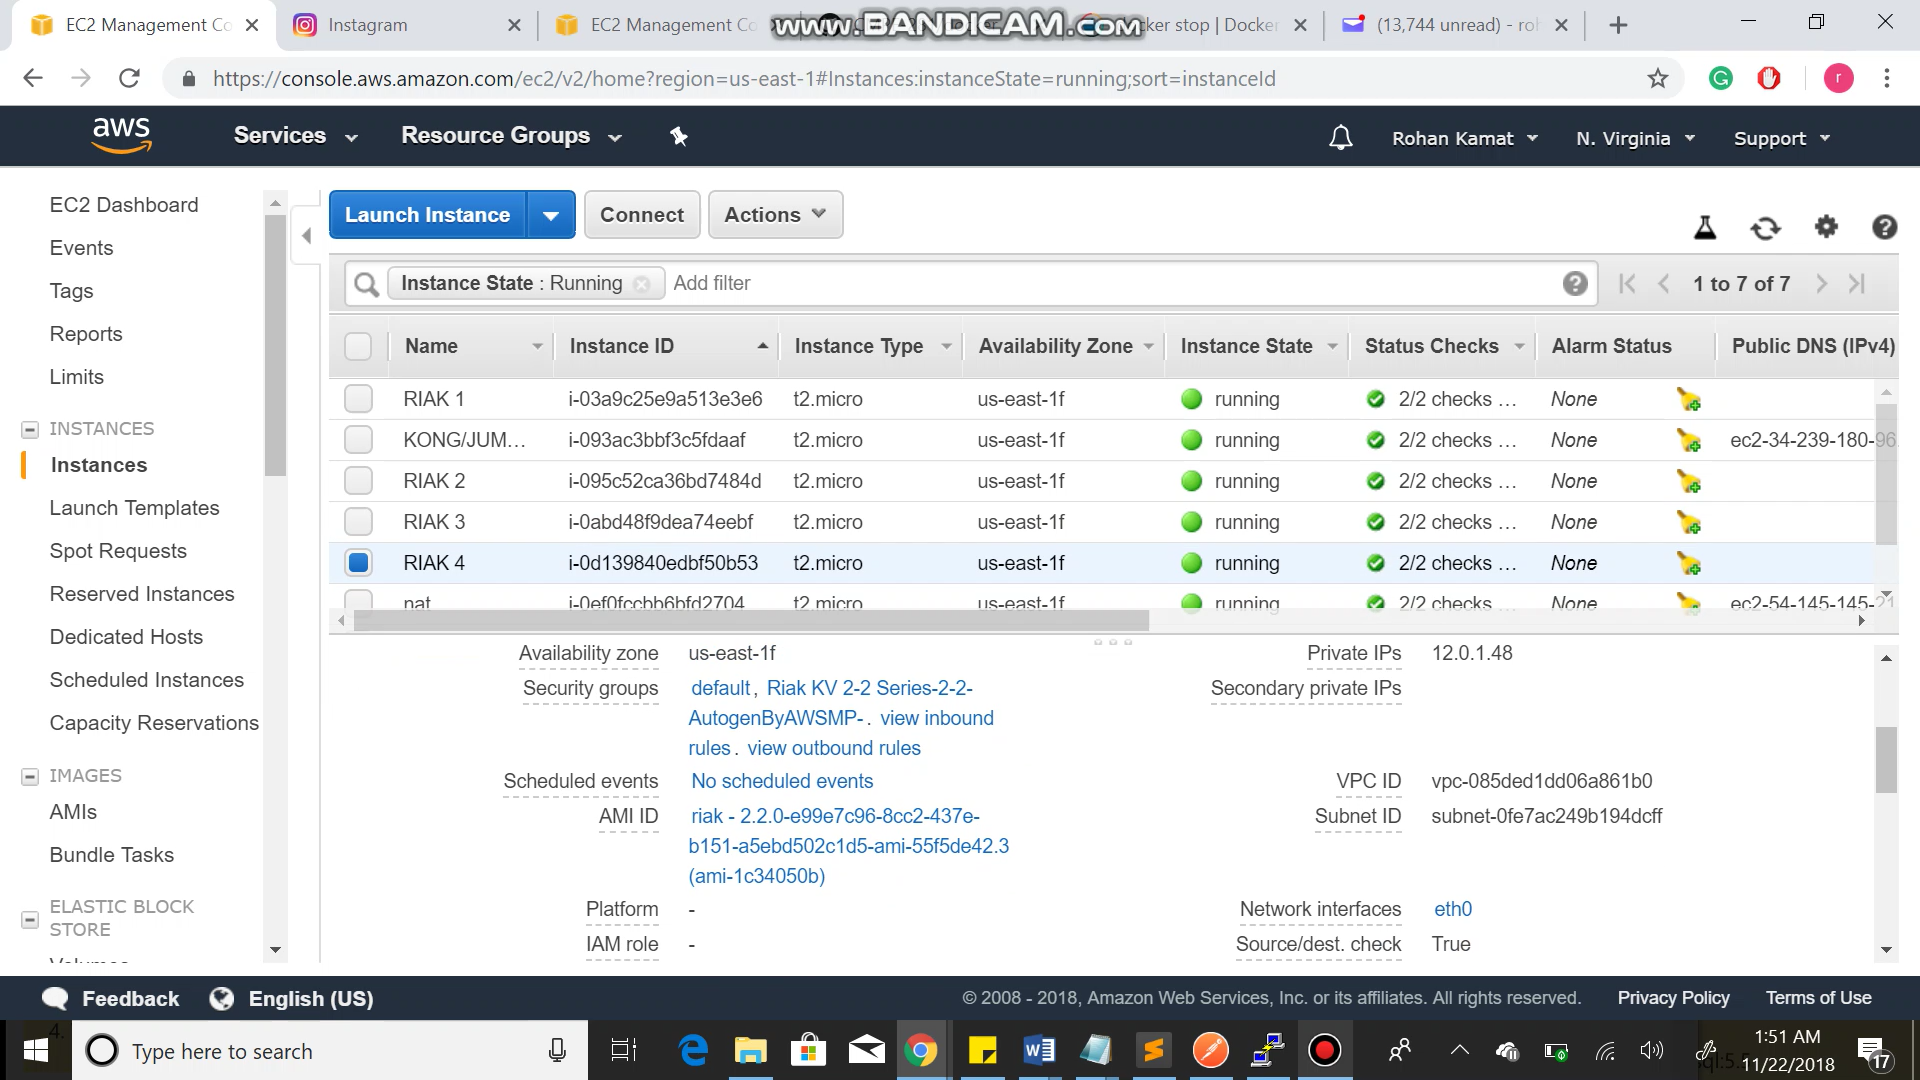 EC2 Management Co
Instagram
EC2 Management Co
www.BANDICAM.com
ker stop | Docker
(13,744 unread) - roh
https://console.aws.amazon.com/ec2/v2/home?region=us-east-1#Instances:instanceState=running;sort=instanceId
r
aws
Services
Resource Groups
Rohan Kamat
N. Virginia
Support
EC2 Dashboard
Events
Tags
Reports
Limits
INSTANCES
Instances
Launch Templates
Spot Requests
Reserved Instances
Dedicated Hosts
Scheduled Instances
Capacity Reservations
IMAGES
AMIs
Bundle Tasks
ELASTIC BLOCK
STORE
Volumes
Launch Instance
Connect
Actions
Instance State : Running
Add filter
1 to 7 of 7
Name Instance ID Instance Type Availability Zone Instance State Status Checks Alarm Status Public DNS (IPv4)
RIAK 1 i-03a9c25e9a513e3e6 t2.micro us-east-1f running 2/2 checks ... None
KONG/JUM... i-093ac3bbf3c5fdaaf t2.micro us-east-1f running 2/2 checks ... None ec2-34-239-180-96
RIAK 2 i-095c52ca36bd7484d t2.micro us-east-1f running 2/2 checks ... None
RIAK 3 i-0abd48f9dea74eebf t2.micro us-east-1f running 2/2 checks ... None
RIAK 4 i-0d139840edbf50b53 t2.micro us-east-1f running 2/2 checks ... None
nat i-0ef0fccbb6bfd2704 t2.micro us-east-1f running 2/2 checks ... None ec2-54-145-145-21
Availability zone us-east-1f
Security groups default, Riak KV 2-2 Series-2-2-
AutogenByAWSMP-. view inbound
rules. view outbound rules
Scheduled events No scheduled events
AMI ID riak - 2.2.0-e99e7c96-8cc2-437e-
b151-a5ebd502c1d5-ami-55f5de42.3
(ami-1c34050b)
Platform -
IAM role -
Private IPs 12.0.1.48
Secondary private IPs
VPC ID vpc-085ded1dd06a861b0
Subnet ID subnet-0fe7ac249b194dcff
Network interfaces eth0
Source/dest. check True
Feedback
English (US)
© 2008 - 2018, Amazon Web Services, Inc. or its affiliates. All rights reserved.
Privacy Policy
Terms of Use
Type here to search
1:51 AM
11/22/2018
17